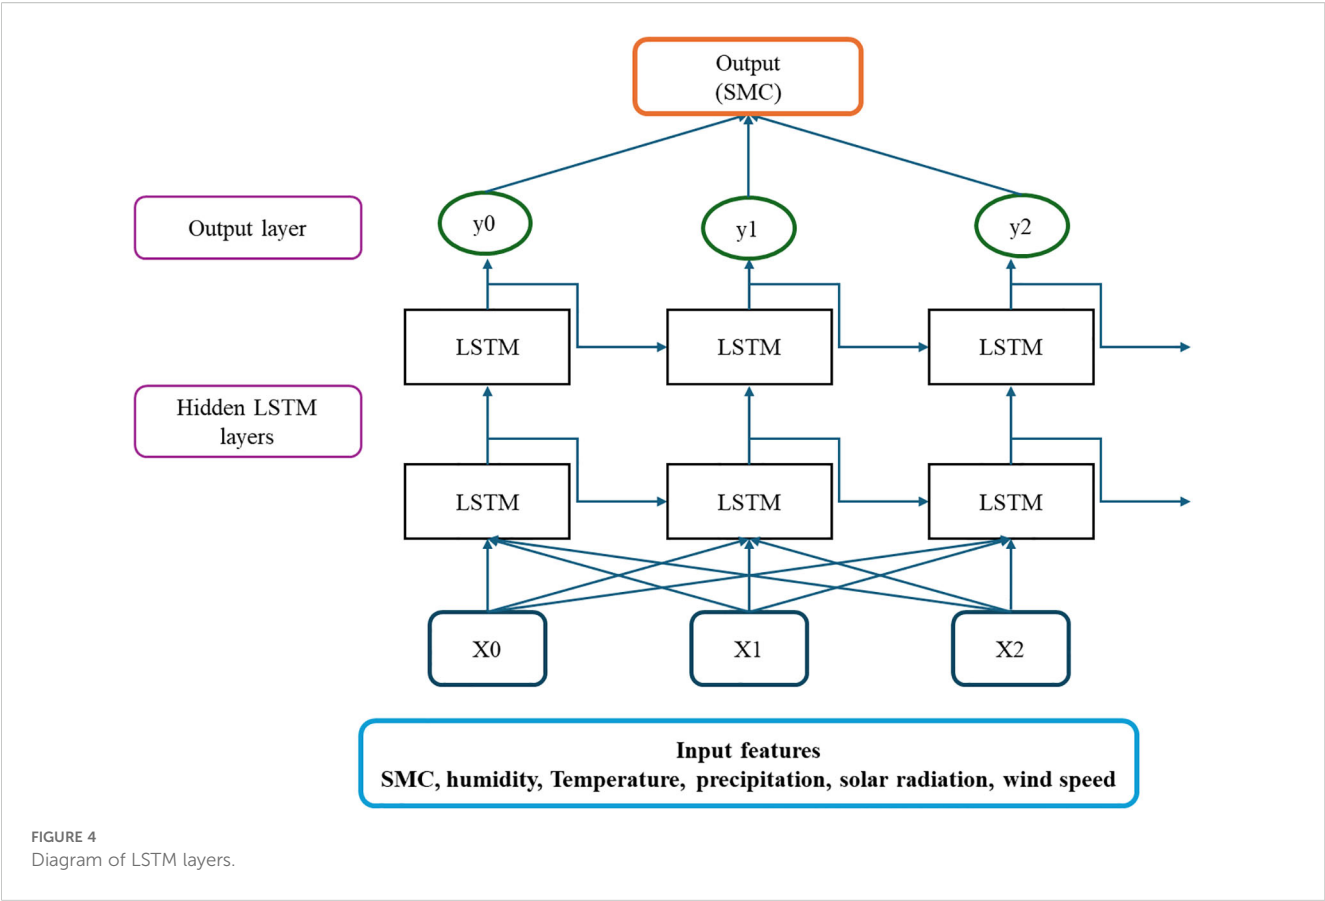 Output
(SMC)
Output layer
y0
y1
y2
LSTM
LSTM
LSTM
Hidden LSTM
layers
LSTM
LSTM
LSTM
X0
X1
X2
Input features
SMC, humidity, Temperature, precipitation, solar radiation, wind speed
FIGURE 4
Diagram of LSTM layers.